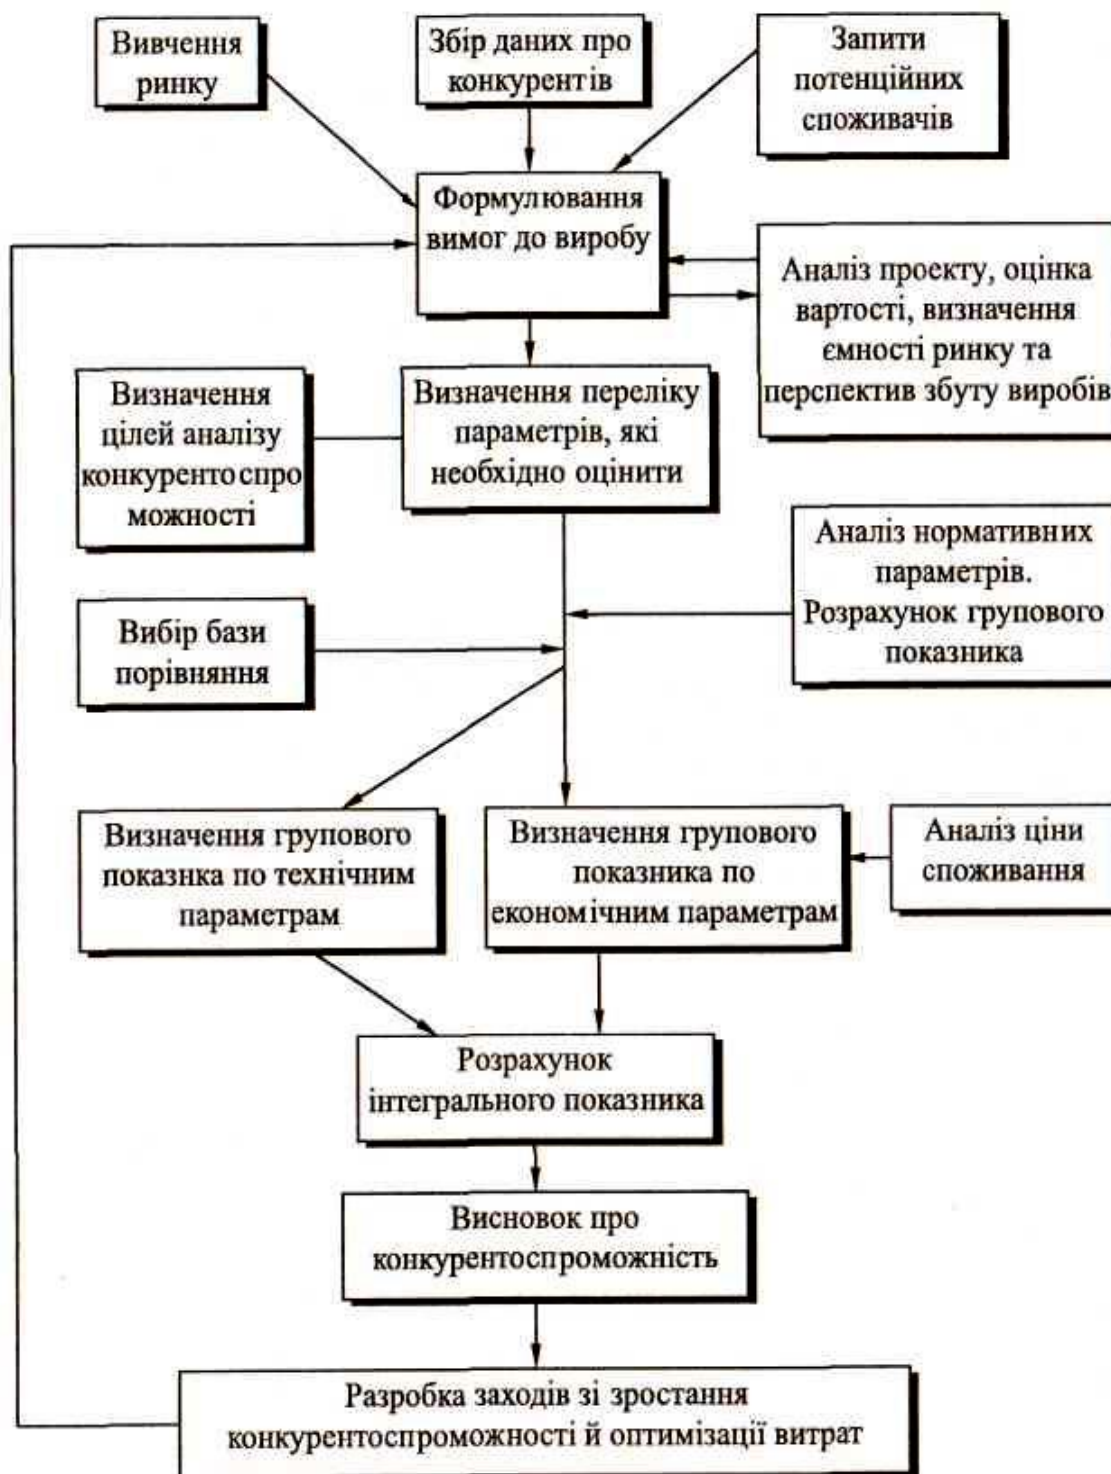 Вивчення
ринку
Збір даних про
конкурентів
Запити
потенційних
споживачів
Формулювання
вимог до виробу
Аналіз проекту, оцінка
вартості, визначення
ємності ринку та
перспектив збуту виробів
Визначення
цілей аналізу
конкурентоспро
можності
Визначення переліку
параметрів, які
необхідно оцінити
Аналіз нормативних
параметрів.
Розрахунок групового
показника
Вибір бази
порівняння
Визначення групового
показнка по технічним
параметрам
Визначення групового
показника по
економічним параметрам
Аналіз ціни
споживання
Розрахунок
інтегрального показника
Висновок про
конкурентоспроможність
Разробка заходів зі зростання
конкурентоспроможності й оптимізації витрат